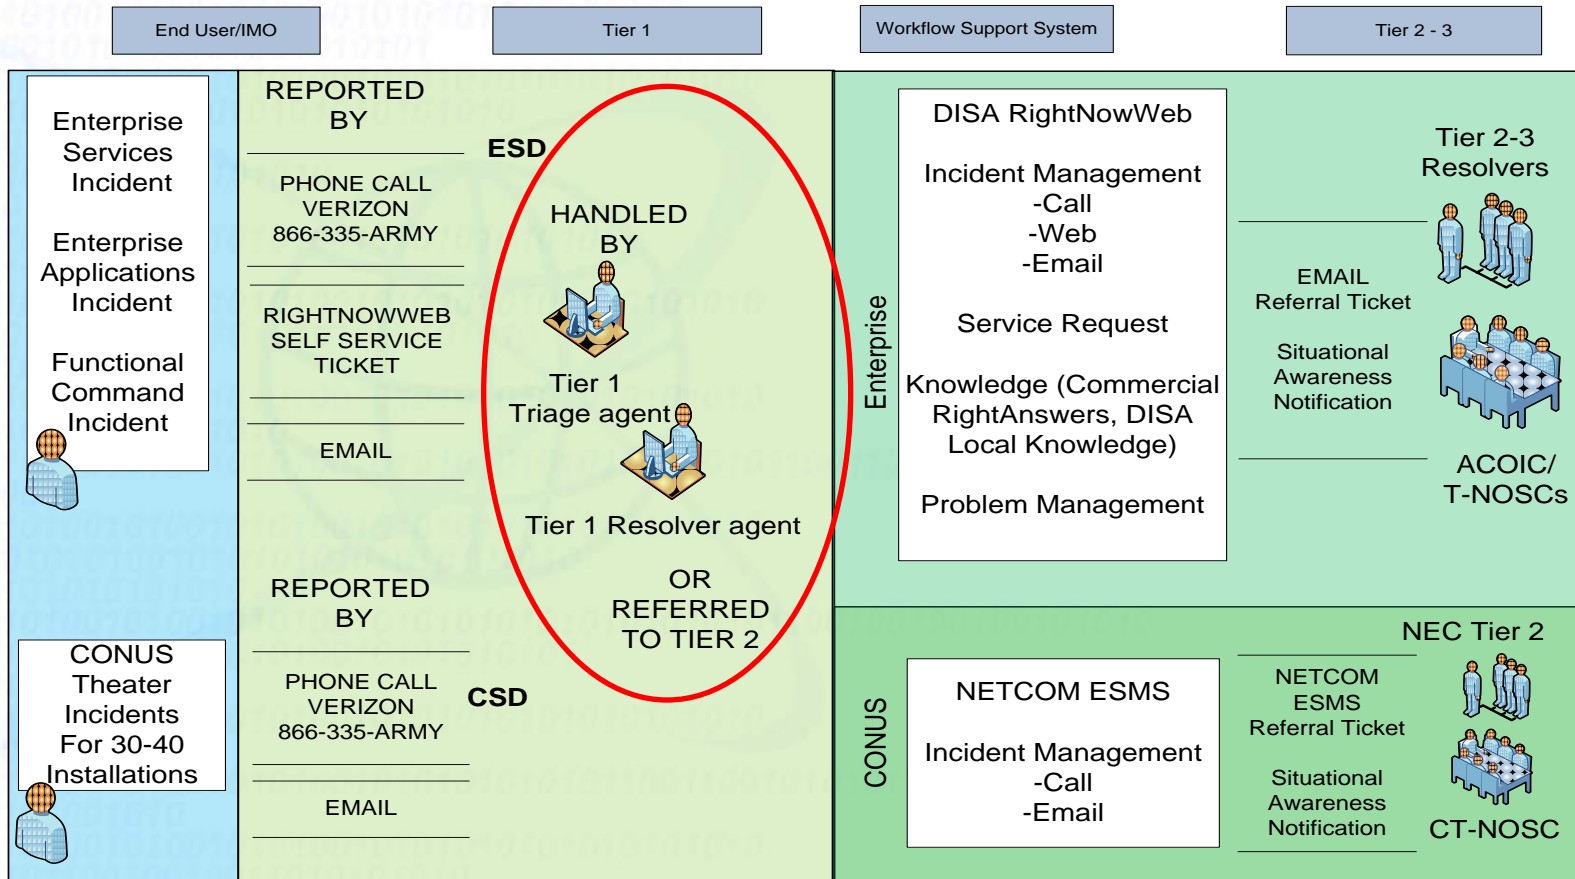 End User/IMO
Tier 1
Workflow Support System
Tier 2 - 3
Enterprise
Services
Incident
Enterprise
Applications
Incident
Functional
Command
Incident
CONUS
Theater
Incidents
For 30-40
Installations
REPORTED
BY
ESD
PHONE CALL
VERIZON
866-335-ARMY
RIGHTNOWWEB
SELF SERVICE
TICKET
EMAIL
REPORTED
BY
CSD
PHONE CALL
VERIZON
866-335-ARMY
EMAIL
HANDLED
BY
Tier 1
Triage agent
Tier 1 Resolver agent
OR
REFERRED
TO TIER 2
Enterprise
DISA RightNowWeb
Incident Management
-Call
-Web
-Email
Service Request
Knowledge (Commercial
RightAnswers, DISA
Local Knowledge)
Problem Management
EMAIL
Referral Ticket
Situational
Awareness
Notification
Tier 2-3
Resolvers
ACOIC/
T-NOSCs
CONUS
NETCOM ESMS
Incident Management
-Call
-Email
NETCOM
ESMS
Referral Ticket
Situational
Awareness
Notification
NEC Tier 2
CT-NOSC